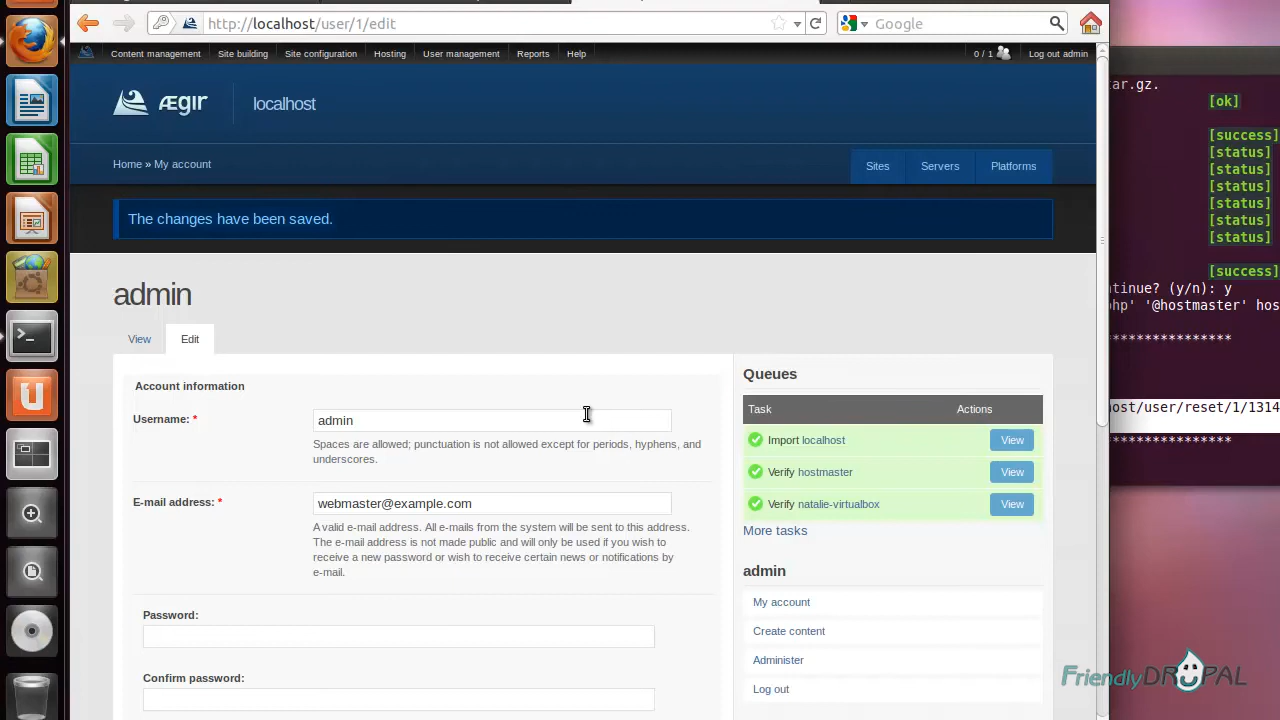 http://localhost/user/1/edit
Google
Content management Site building Site configuration Hosting User management Reports Help
0 / 1 Log out admin
ÆGIR localhost
Home » My account
Sites Servers Platforms
The changes have been saved.
admin
View Edit
Account information
Username: *
admin
Spaces are allowed; punctuation is not allowed except for periods, hyphens, and
underscores.
E-mail address: *
webmaster@example.com
A valid e-mail address. All e-mails from the system will be sent to this address.
The e-mail address is not made public and will only be used if you wish to
receive a new password or wish to receive certain news or notifications by
e-mail.
Password:
Confirm password:
Queues
Task Actions
Import localhost View
Verify hostmaster View
Verify natalie-virtualbox View
More tasks
admin
My account
Create content
Administer
Log out
tar.gz.
[ok]
[success]
[status]
[status]
[status]
[status]
[status]
[status]
[success]
ntinue? (y/n): y
php' '@hostmaster' hos
****************
host/user/reset/1/1314
****************
FriendlyDRUPAL